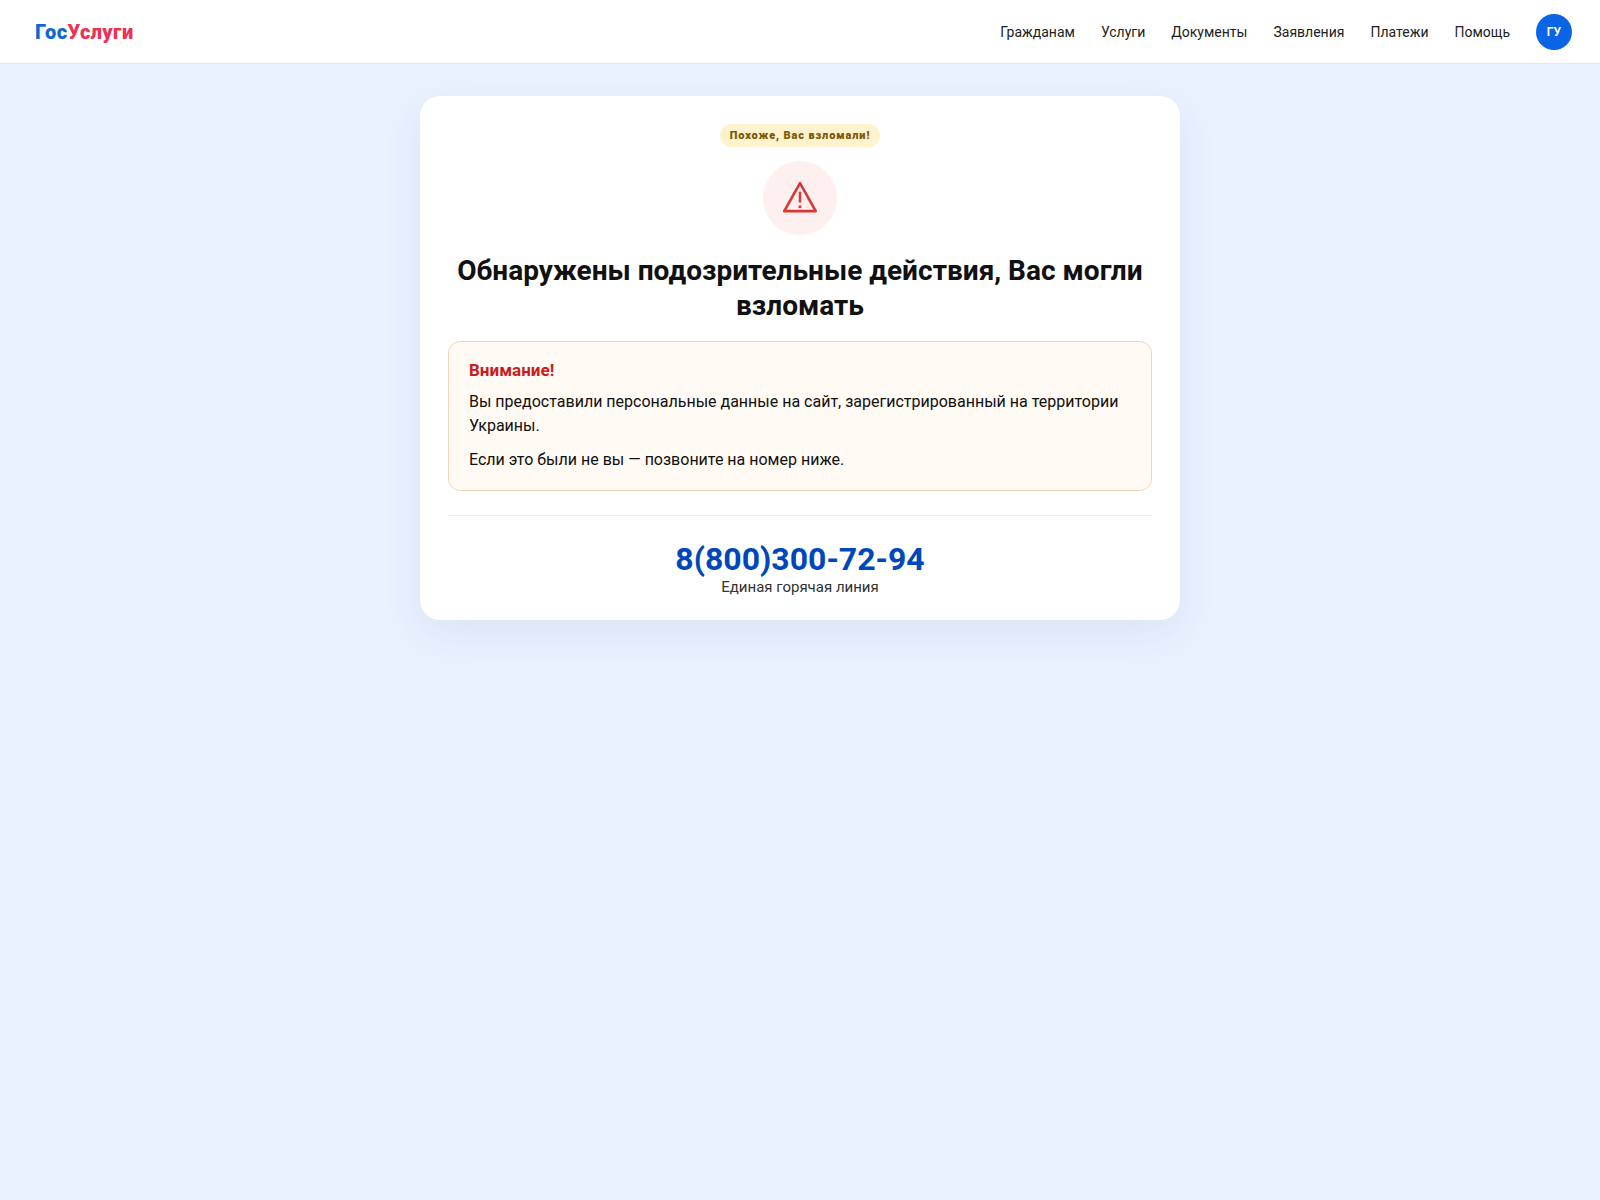 ГосУслуги
Гражданам Услуги Документы Заявления Платежи Помощь ГУ
Похоже, Вас взломали!
Обнаружены подозрительные действия, Вас могли
взломать
Внимание!
Вы предоставили персональные данные на сайт, зарегистрированный на территории
Украины.
Если это были не вы — позвоните на номер ниже.
8(800)300-72-94
Единая горячая линия